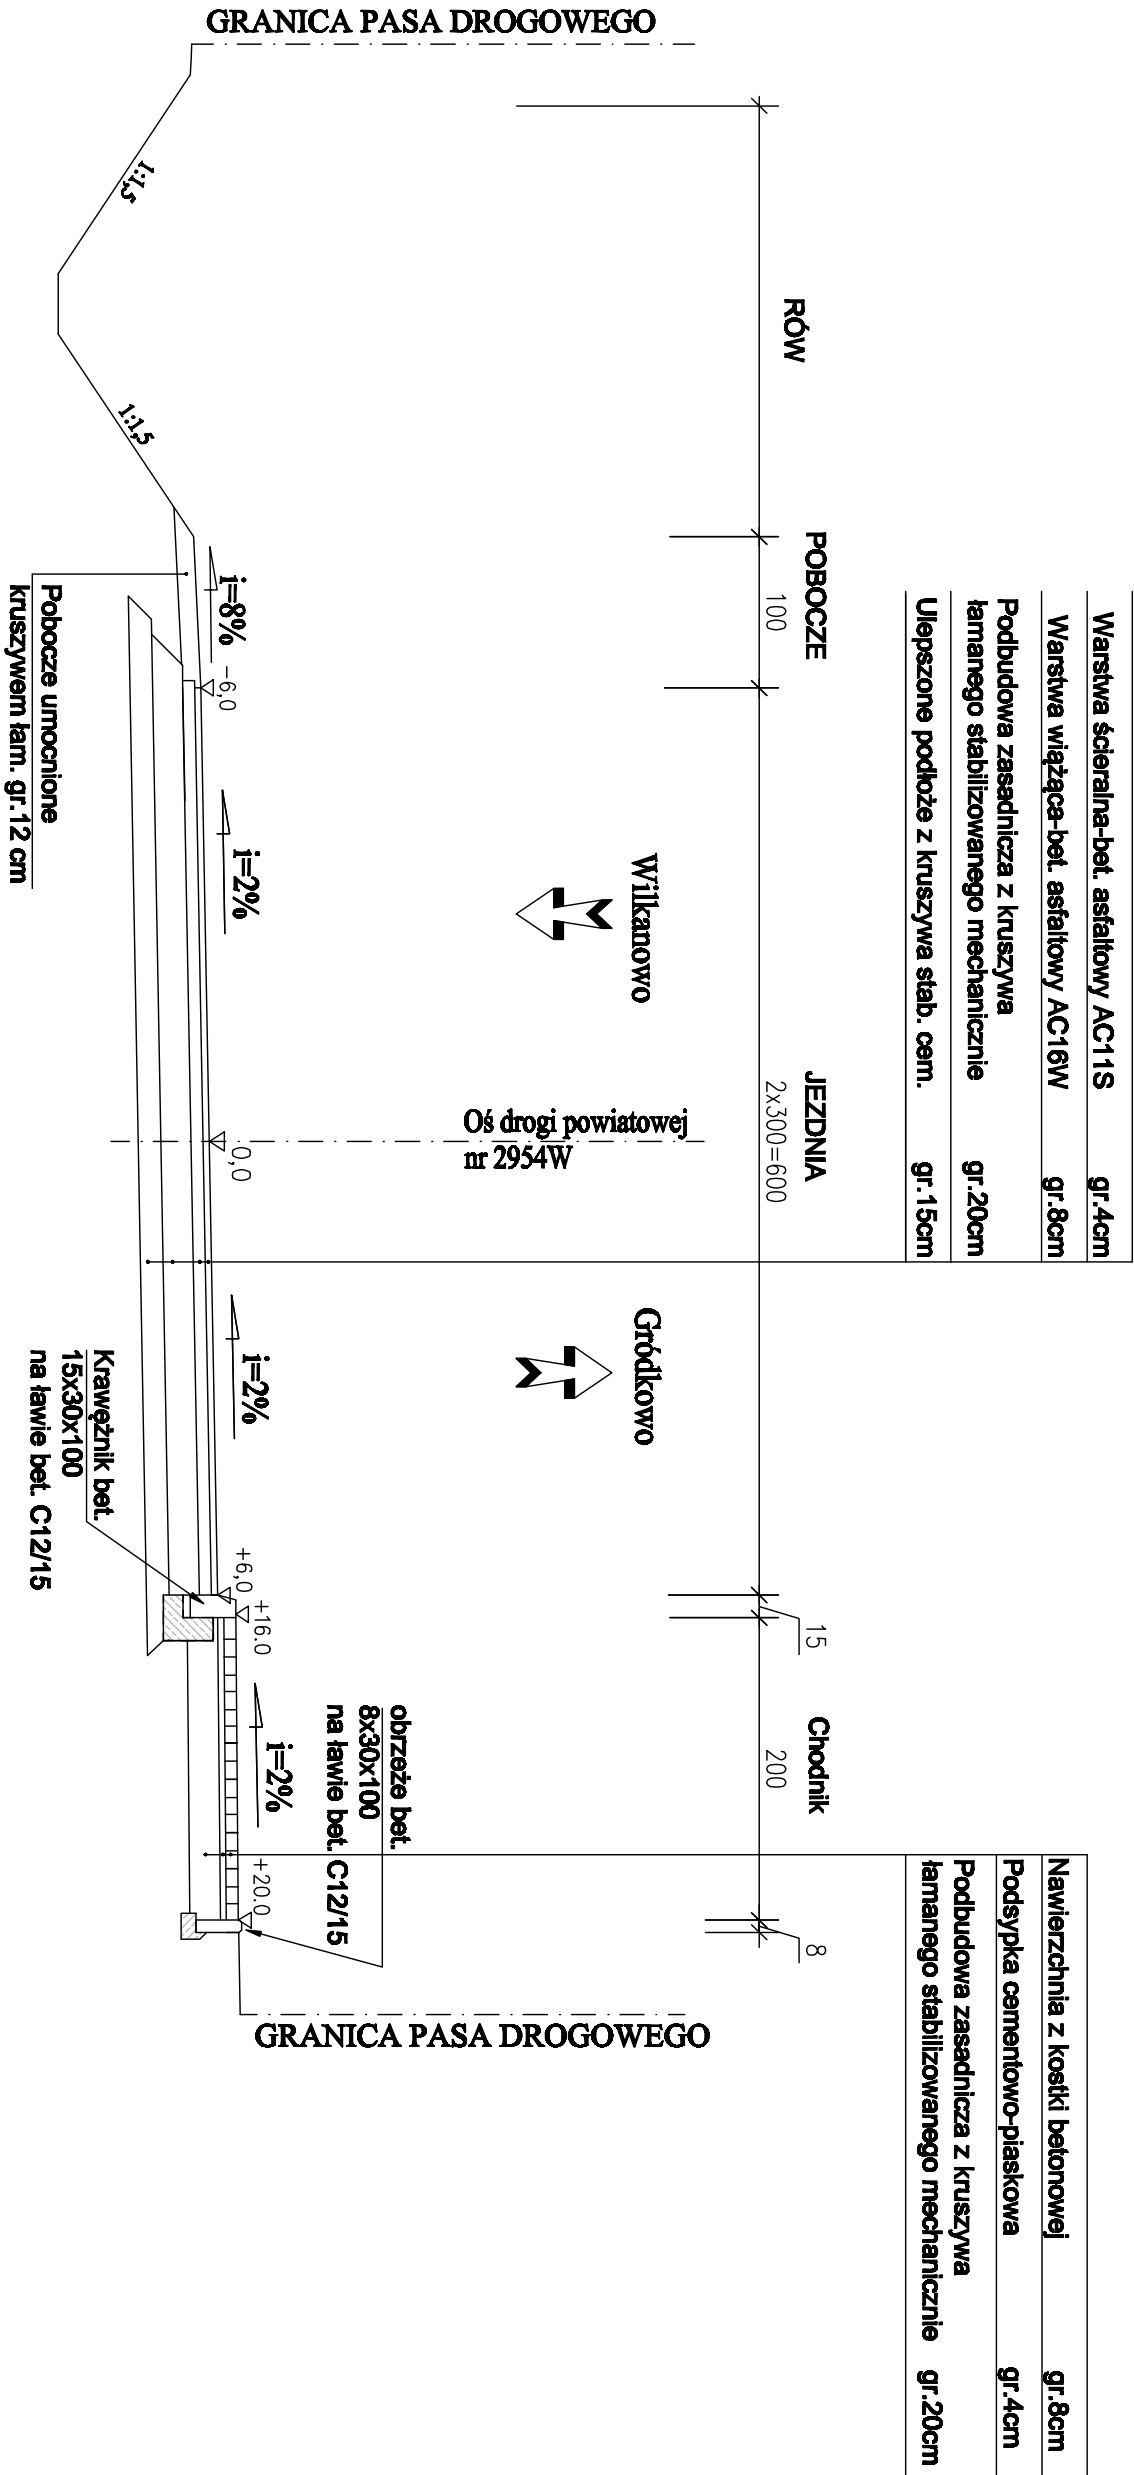 Warstwa ścieralna-bet. asfaltowy AC11S gr.4cm
Warstwa wiążąca-bet. asfaltowy AC16W gr.8cm
Podbudowa zasadnicza z kruszywa
łamanego stabilizowanego mechanicznie gr.20cm
Ulepszone podłoże z kruszywa stab. cem. gr.15cm
Nawierzchnia z kostki betonowej gr.8cm
Podsypka cementowo-piaskowa gr.4cm
Podbudowa zasadnicza z kruszywa
łamanego stabilizowanego mechanicznie gr.20cm
RÓW
POBOCZE
100
JEZDNIA
2x300=600
15
Chodnik
200
8
GRANICA PASA DROGOWEGO
Wilkanowo
Oś drogi powiatowej
nr 2954W
Gródkowo
GRANICA PASA DROGOWEGO
obrzeże bet.
8x30x100
na ławie bet. C12/15
1:1,5
1:1,5
i=8%
-6,0
i=2%
0,0
i=2%
+6,0
+16.0
i=2%
+20.0
Pobocze umocnione
kruszywem łam. gr.12 cm
Krawężnik bet.
15x30x100
na ławie bet. C12/15